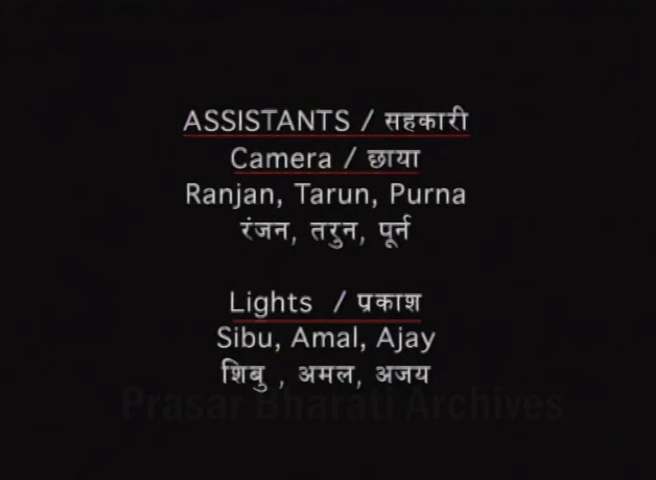 ASSISTANTS / सहकारी
Camera / छाया
Ranjan, Tarun, Purna
रंजन, तरुन, पूर्न
Lights / प्रकाश
Sibu, Amal, Ajay
शिबु , अमल, अजय
Prasar Bharati Archives